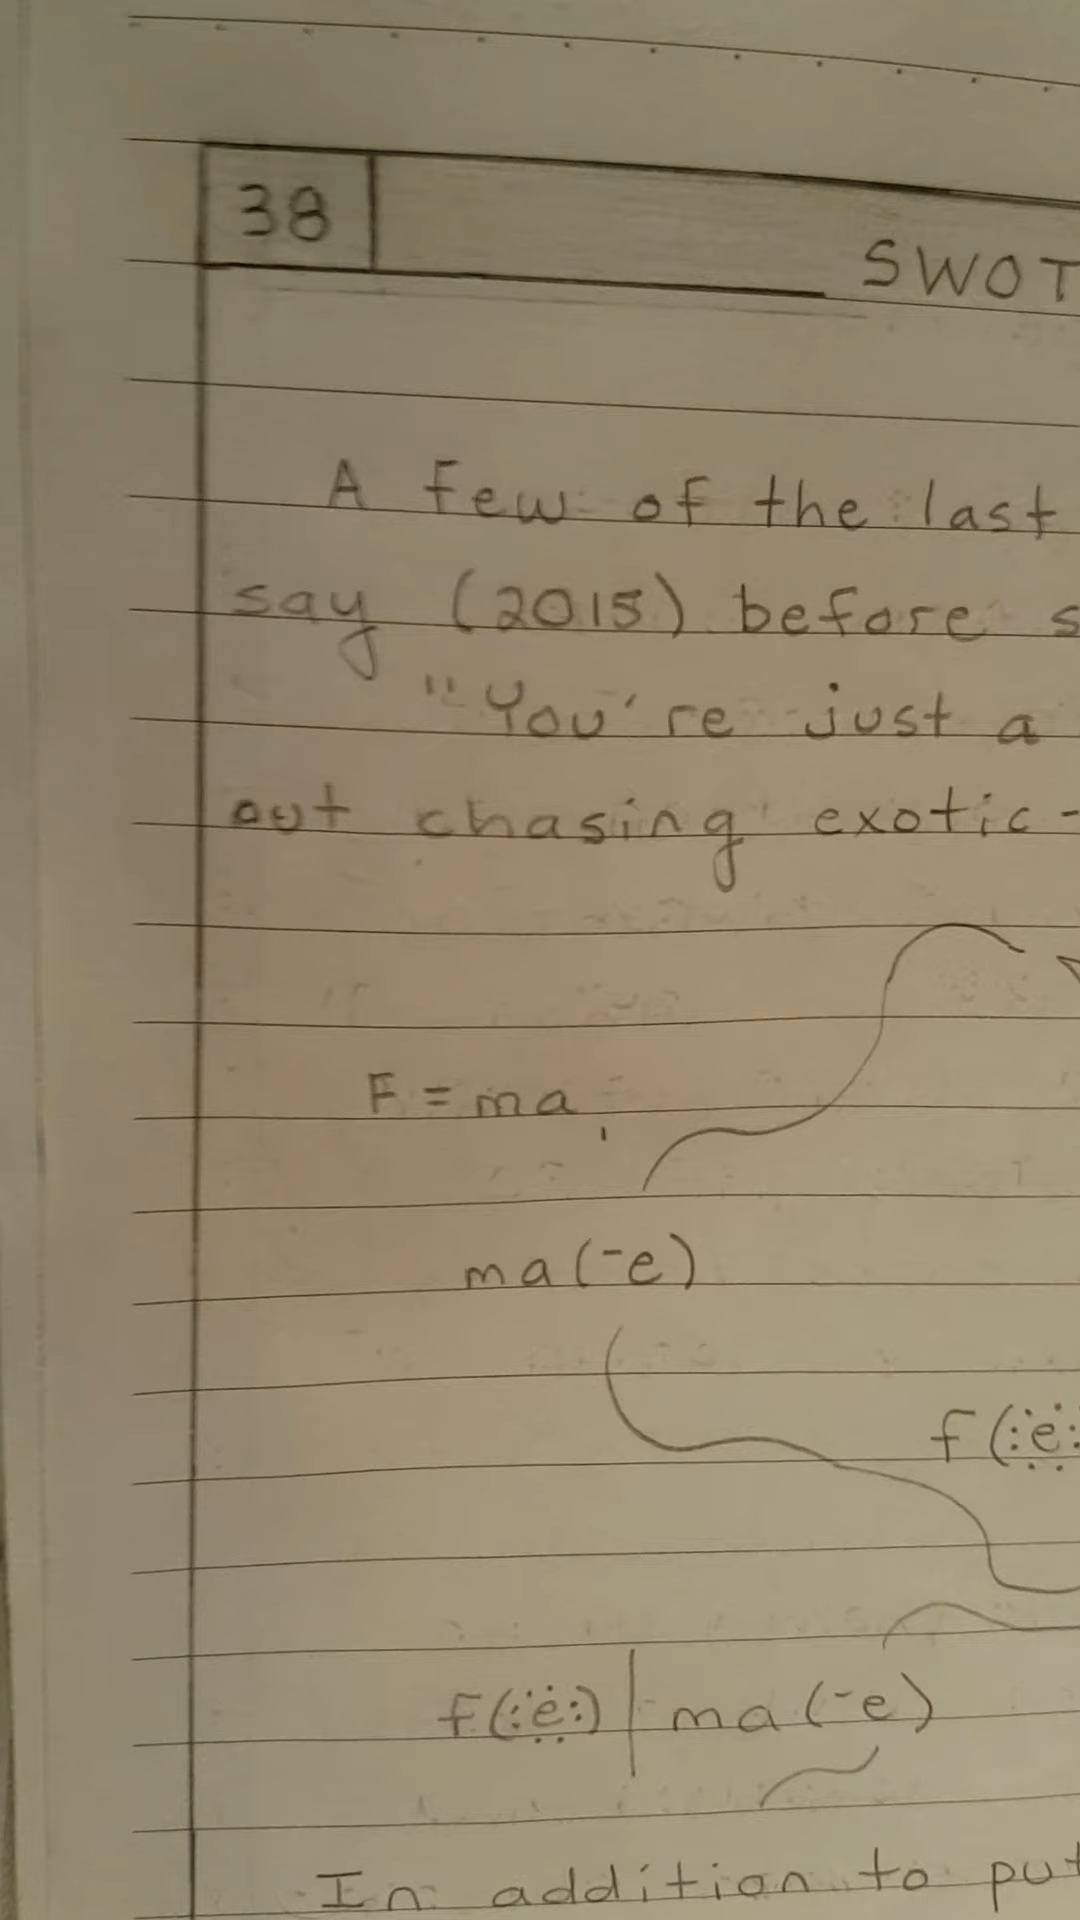 38
SWOT
A few of the last
say (2015) before s
"You're just a
out chasing exotic-
F = ma
ma(-e)
f(:ë:
f(:ë:) | ma(-e)
In addition to put